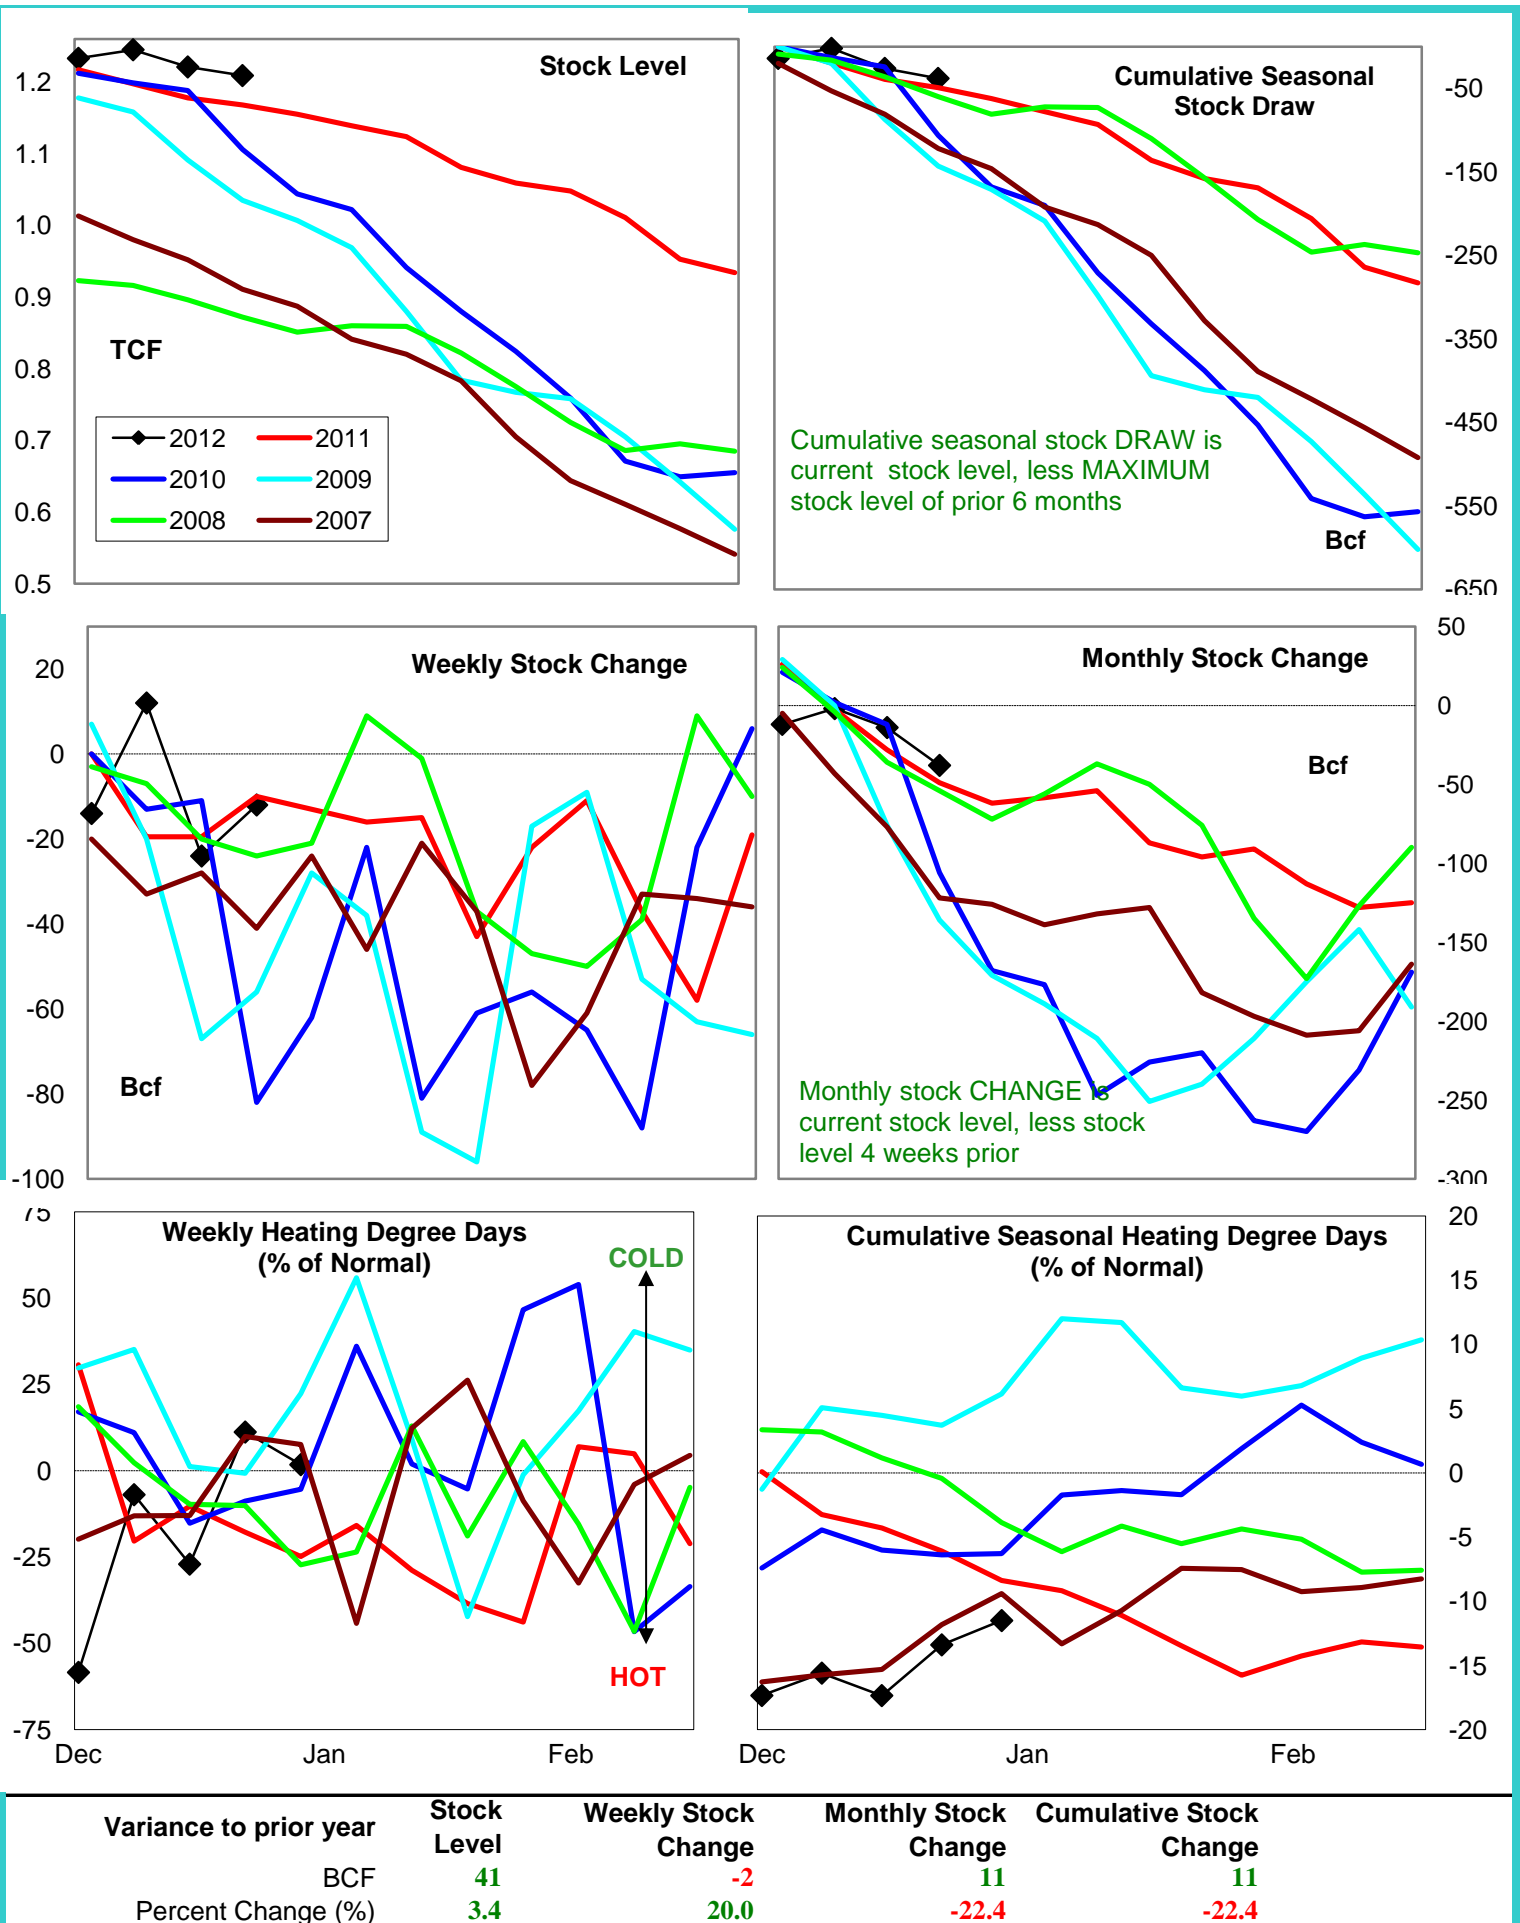 Stock Level
1.2
1.1
1.0
0.9
0.8
0.7
0.6
0.5
TCF
2012 2011
2010 2009
2008 2007
Cumulative Seasonal
Stock Draw
-50
-150
-250
-350
-450
-550
-650
Cumulative seasonal stock DRAW is
current stock level, less MAXIMUM
stock level of prior 6 months
Bcf
Weekly Stock Change
20
0
-20
-40
-60
-80
-100
Bcf
Monthly Stock Change
50
0
-50
-100
-150
-200
-250
-300
Bcf
Monthly stock CHANGE is
current stock level, less stock
level 4 weeks prior
Weekly Heating Degree Days
(% of Normal)
75
50
25
0
-25
-50
-75
COLD
HOT
Dec Jan Feb
Cumulative Seasonal Heating Degree Days
(% of Normal)
20
15
10
5
0
-5
-10
-15
-20
Dec Jan Feb
Variance to prior year
Stock
Level
Weekly Stock
Change
Monthly Stock
Change
Cumulative Stock
Change
BCF 41 -2 11 11
Percent Change (%) 3.4 20.0 -22.4 -22.4